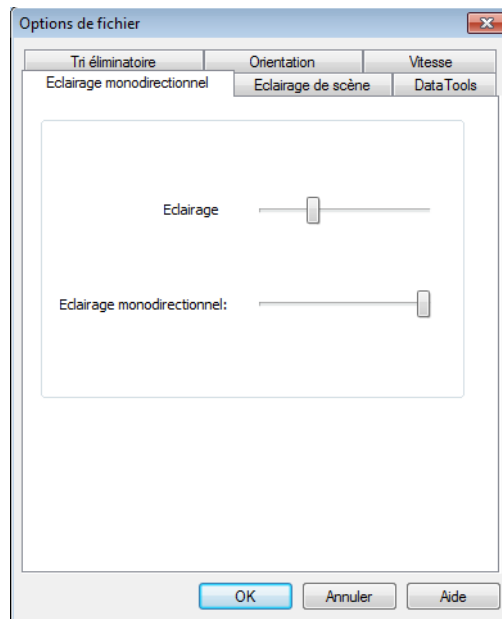 Options de fichier
Tri éliminatoire Orientation Vitesse
Eclairage monodirectionnel Eclairage de scène DataTools
Eclairage
Eclairage monodirectionnel:
OK Annuler Aide